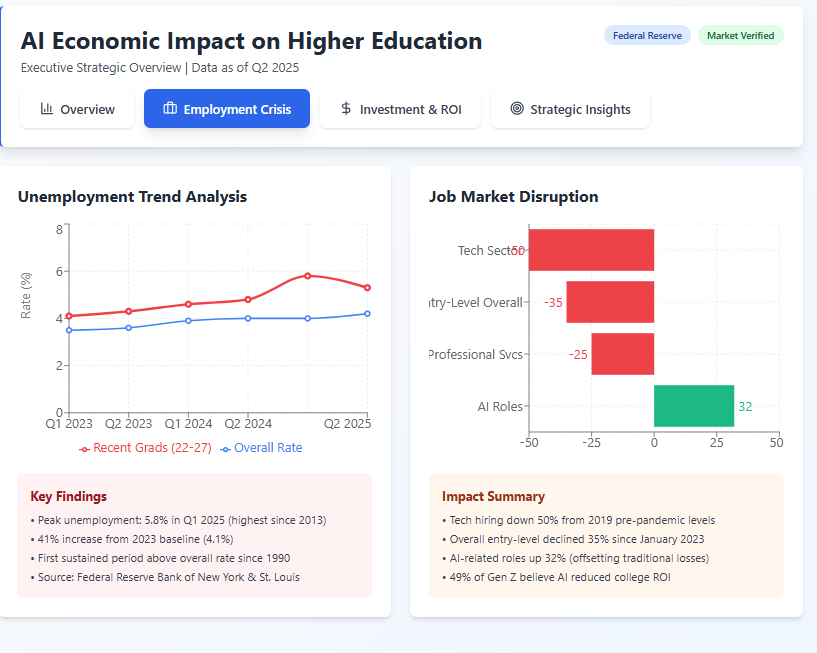 AI Economic Impact on Higher Education
Federal Reserve
Market Verified
Executive Strategic Overview | Data as of Q2 2025
Overview
Employment Crisis
Investment & ROI
Strategic Insights
Unemployment Trend Analysis
8
6
4
2
0
Rate (%)
Q1 2023
Q2 2023
Q1 2024
Q2 2024
Q2 2025
Recent Grads (22-27)
Overall Rate
Key Findings
• Peak unemployment: 5.8% in Q1 2025 (highest since 2013)
• 41% increase from 2023 baseline (4.1%)
• First sustained period above overall rate since 1990
• Source: Federal Reserve Bank of New York & St. Louis
Job Market Disruption
Tech Sector
-50
ntry-Level Overall
-35
Professional Svcs
-25
AI Roles
32
-50
-25
0
25
50
Impact Summary
• Tech hiring down 50% from 2019 pre-pandemic levels
• Overall entry-level declined 35% since January 2023
• AI-related roles up 32% (offsetting traditional losses)
• 49% of Gen Z believe AI reduced college ROI